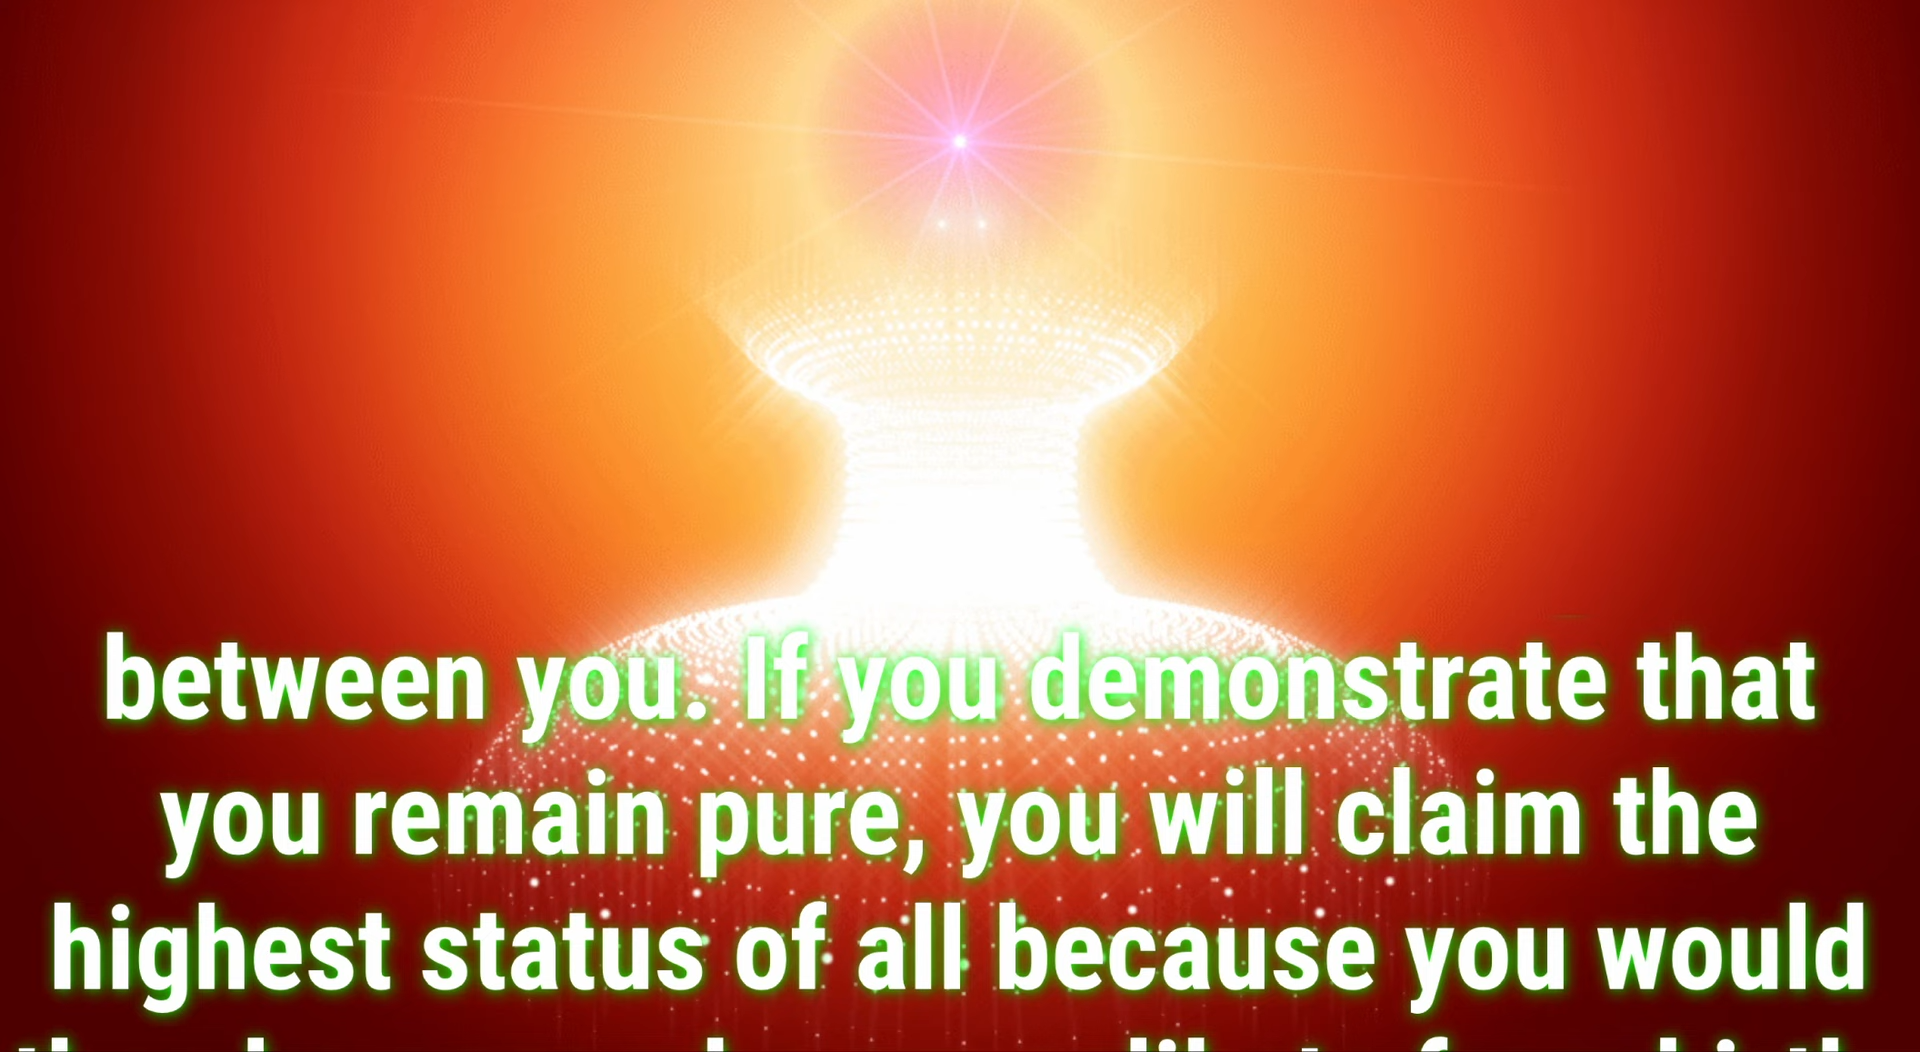 between you. If you demonstrate that
you remain pure, you will claim the
highest status of all because you would